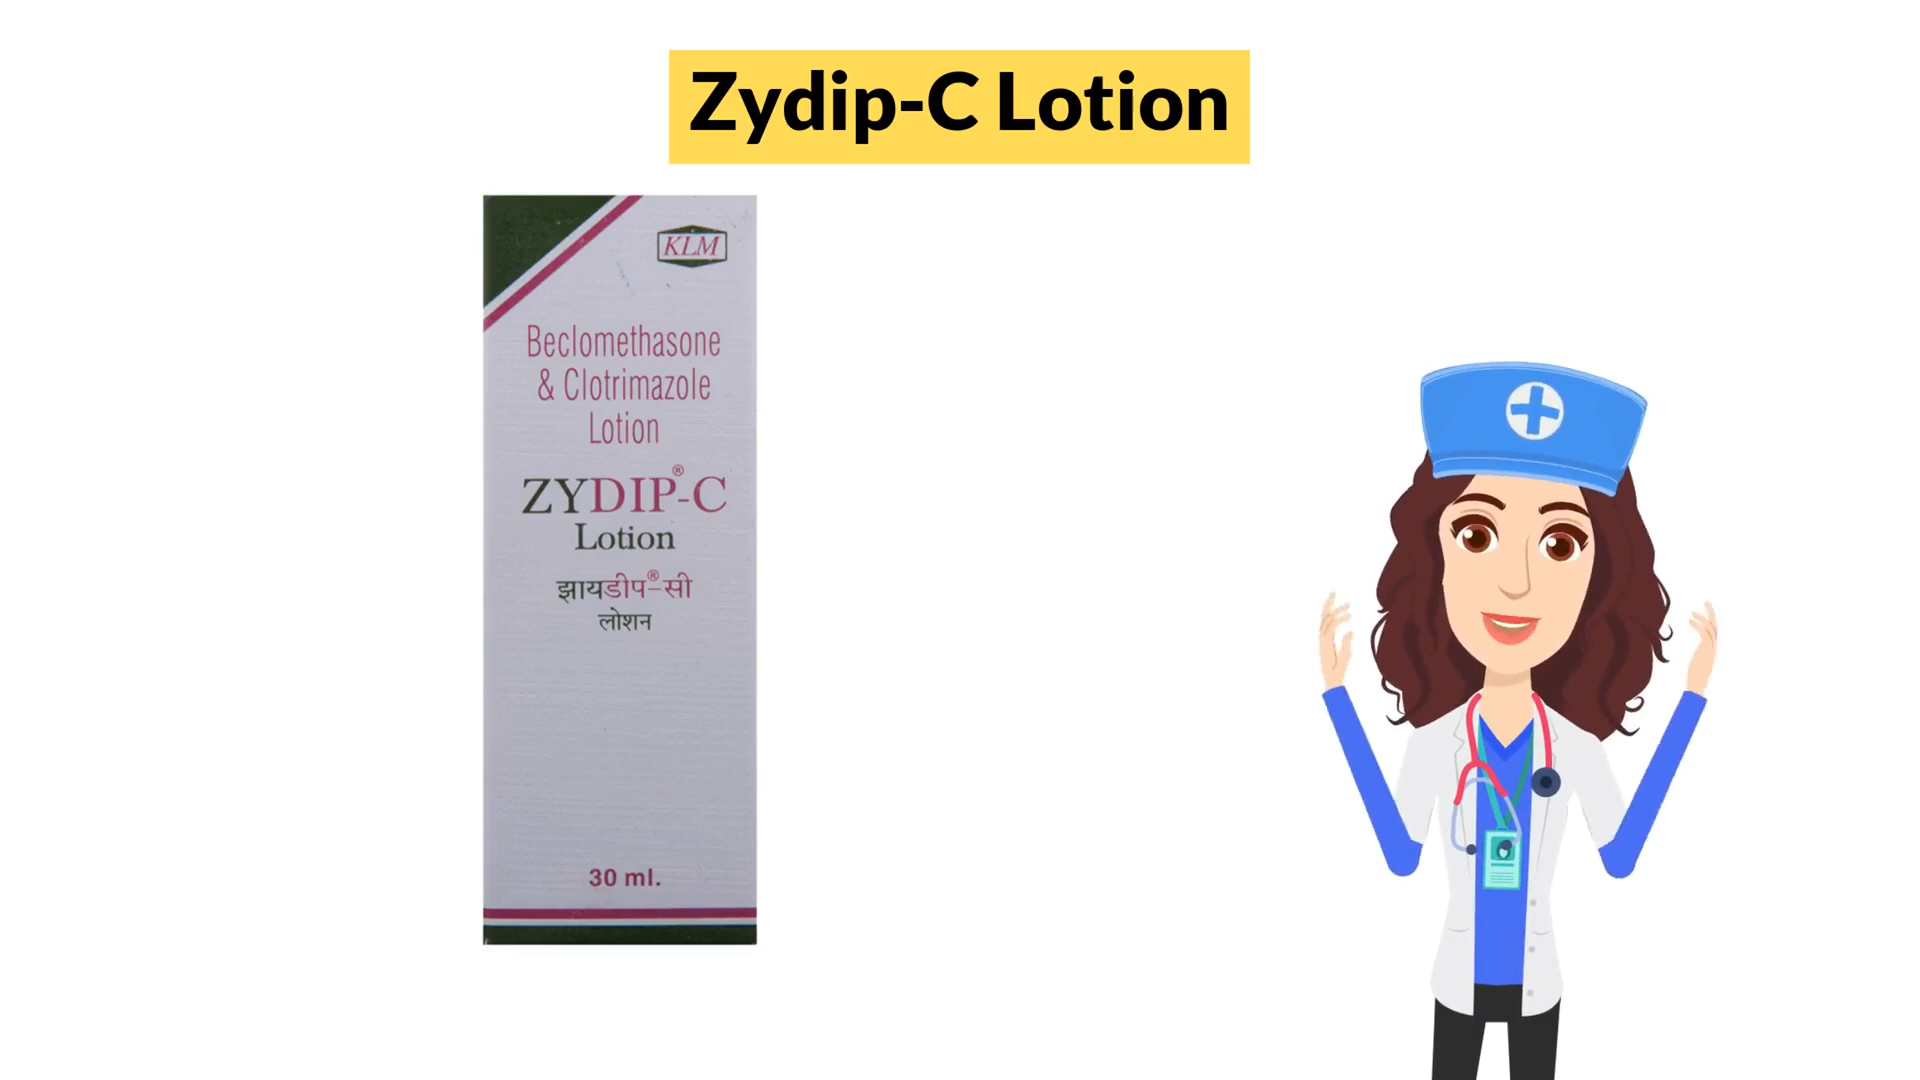 Zydip-C Lotion
KLM
Beclomethasone
& Clotrimazole
Lotion
ZYDIP®-C
Lotion
झायडीप®-सी
लोशन
30 ml.